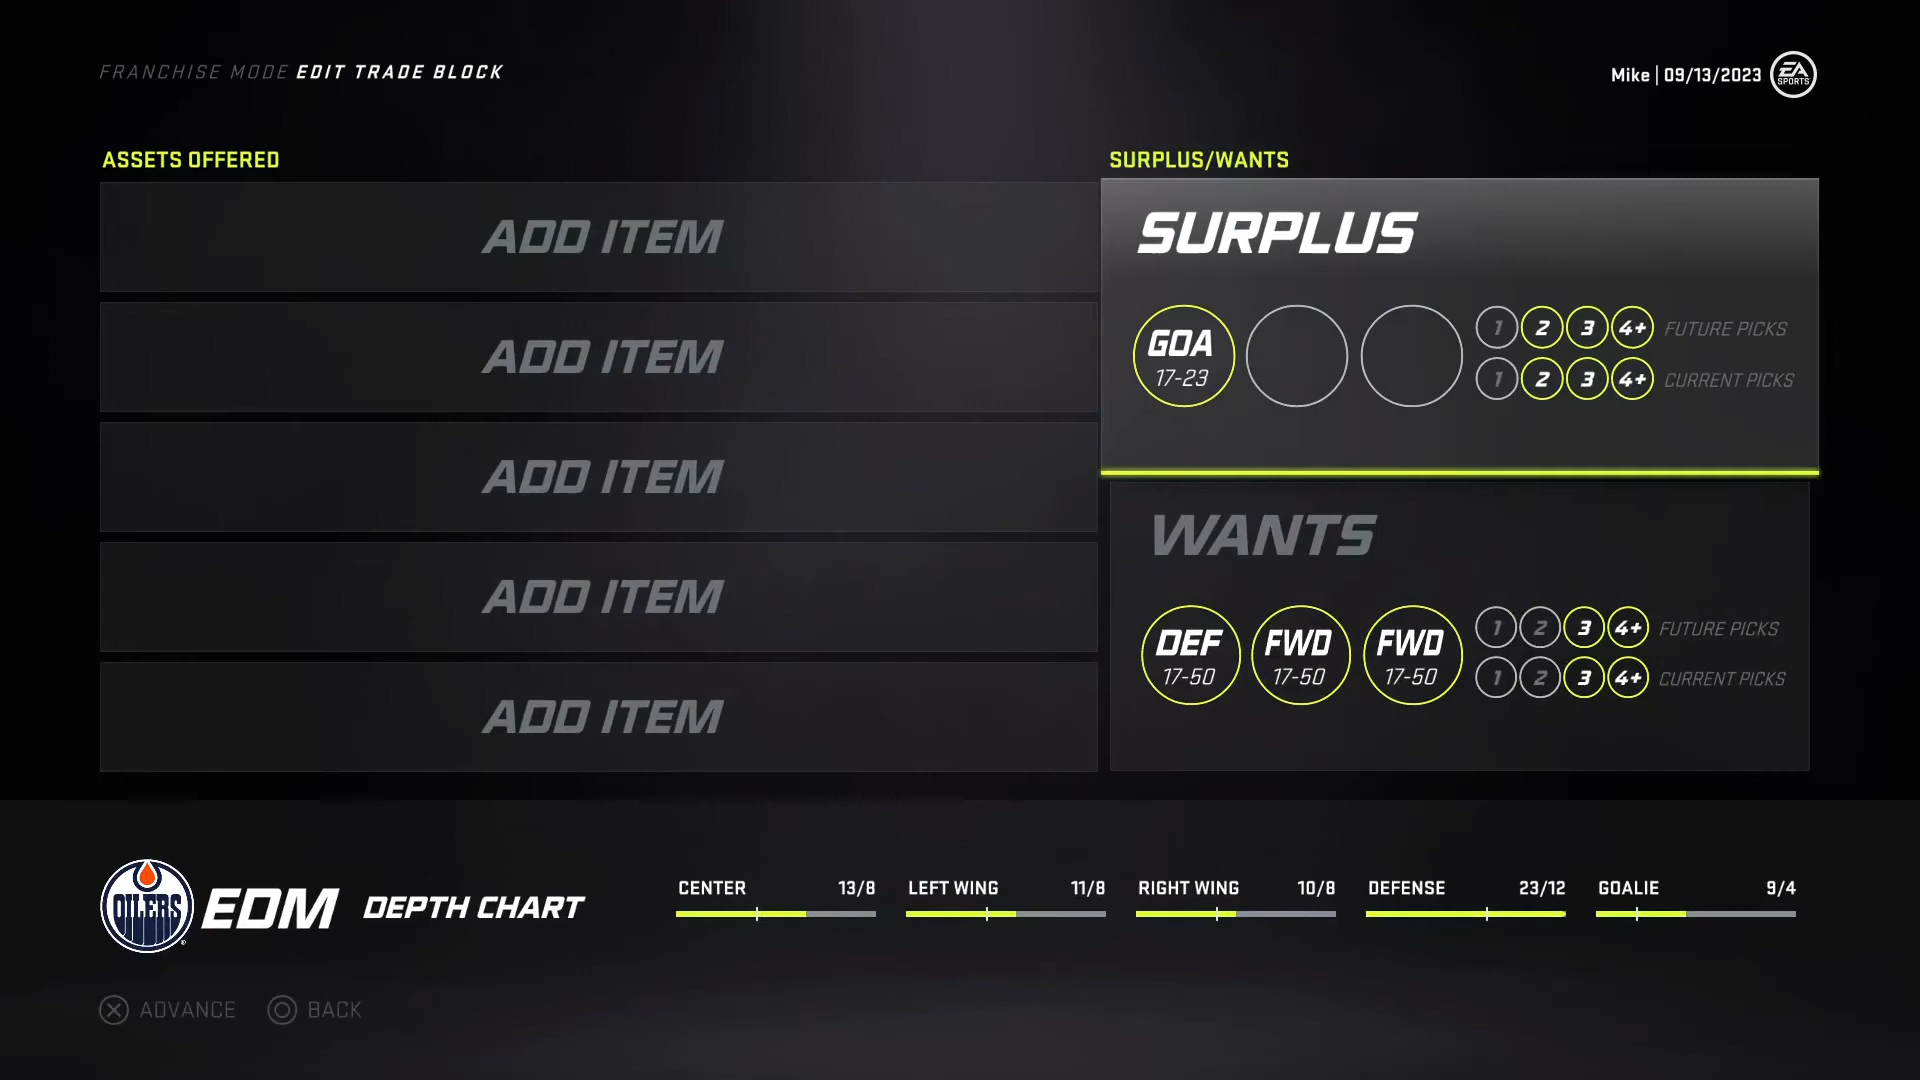 FRANCHISE MODE EDIT TRADE BLOCK
Mike | 09/13/2023
EA SPORTS
ASSETS OFFERED
ADD ITEM
ADD ITEM
ADD ITEM
ADD ITEM
ADD ITEM
SURPLUS/WANTS
SURPLUS
GOA
17-23
1 2 3 4+ FUTURE PICKS
1 2 3 4+ CURRENT PICKS
WANTS
DEF FWD FWD
17-50 17-50 17-50
1 2 3 4+ FUTURE PICKS
1 2 3 4+ CURRENT PICKS
OILERS
EDM DEPTH CHART
CENTER 13/8 LEFT WING 11/8 RIGHT WING 10/8 DEFENSE 23/12 GOALIE 9/4
ADVANCE BACK